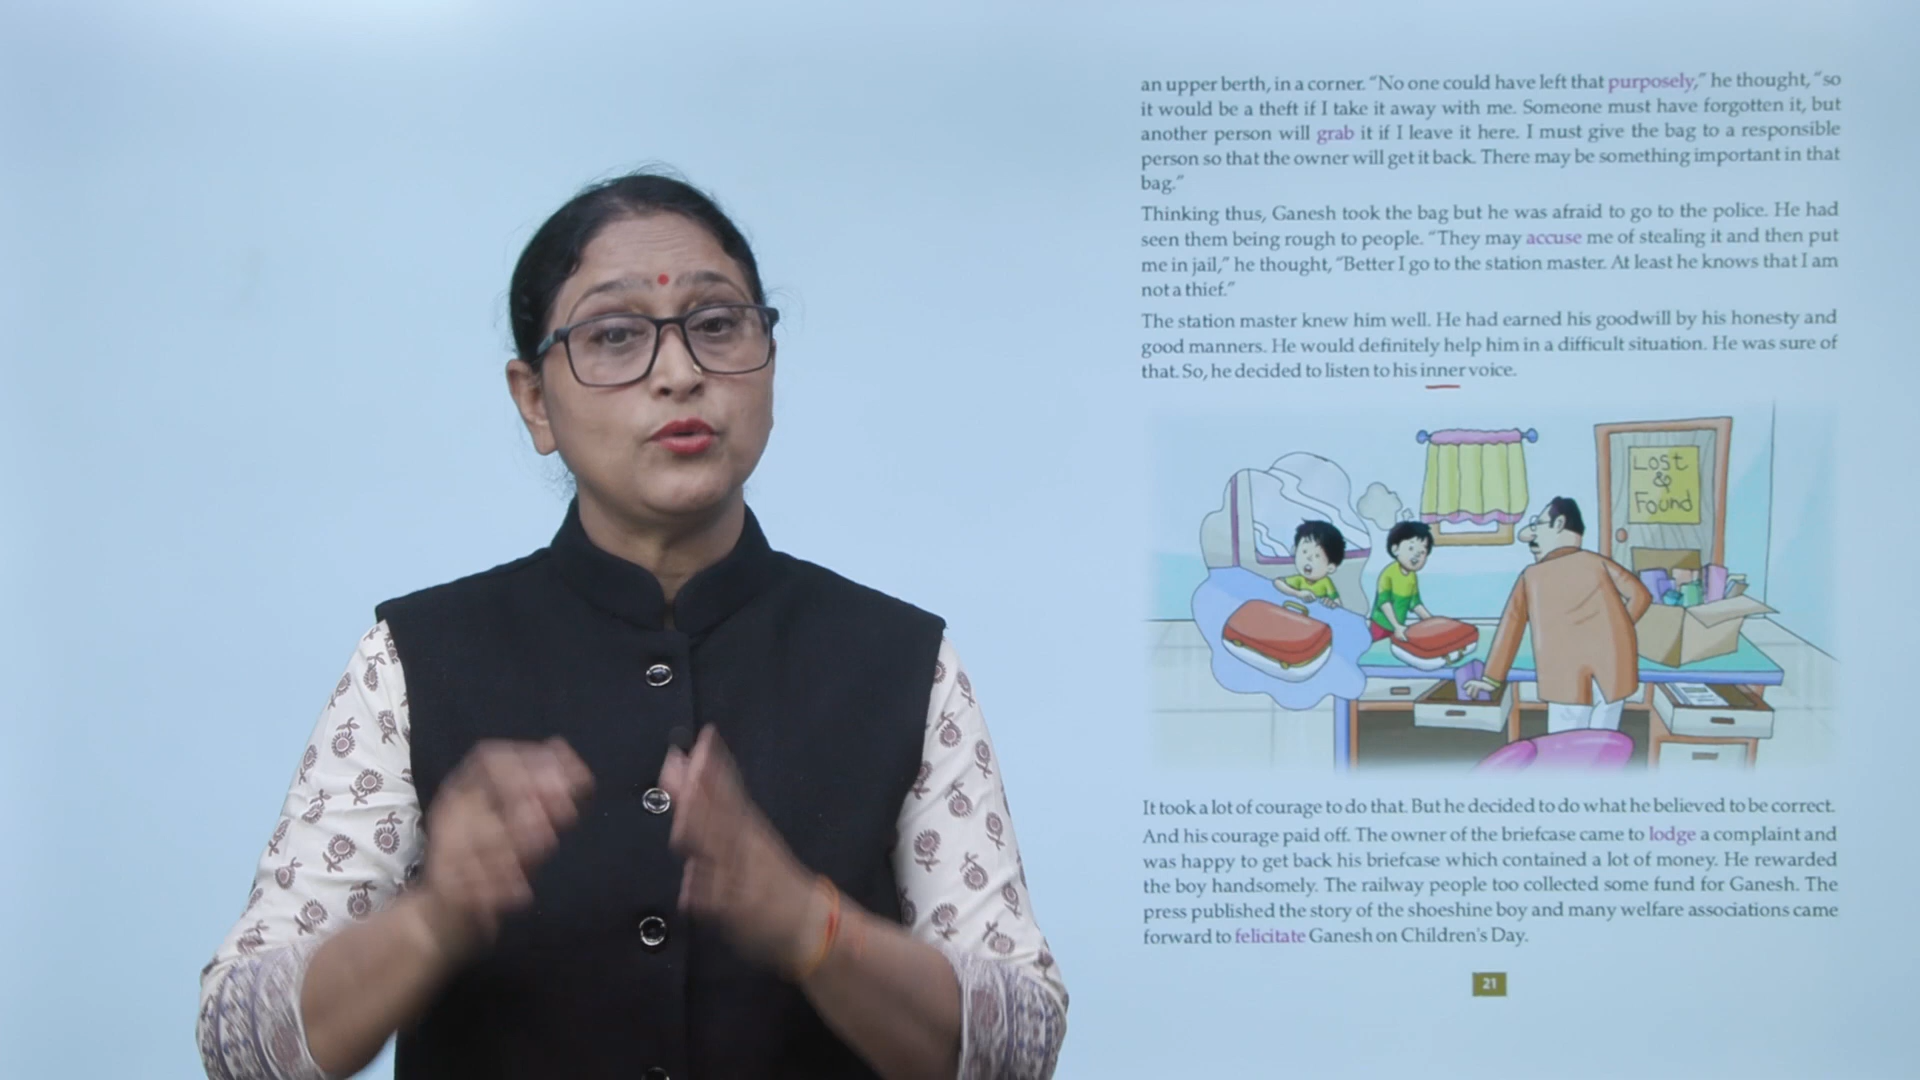 an upper berth, in a corner. “No one could have left that purposely,” he thought, “so
it would be a theft if I take it away with me. Someone must have forgotten it, but
another person will grab it if I leave it here. I must give the bag to a responsible
person so that the owner will get it back. There may be something important in that
bag.”
Thinking thus, Ganesh took the bag but he was afraid to go to the police. He had
seen them being rough to people. “They may accuse me of stealing it and then put
me in jail,” he thought, “Better I go to the station master. At least he knows that I am
not a thief.”
The station master knew him well. He had earned his goodwill by his honesty and
good manners. He would definitely help him in a difficult situation. He was sure of
that. So, he decided to listen to his inner voice.
Lost
&
Found
It took a lot of courage to do that. But he decided to do what he believed to be correct.
And his courage paid off. The owner of the briefcase came to lodge a complaint and
was happy to get back his briefcase which contained a lot of money. He rewarded
the boy handsomely. The railway people too collected some fund for Ganesh. The
press published the story of the shoeshine boy and many welfare associations came
forward to felicitate Ganesh on Children's Day.
21